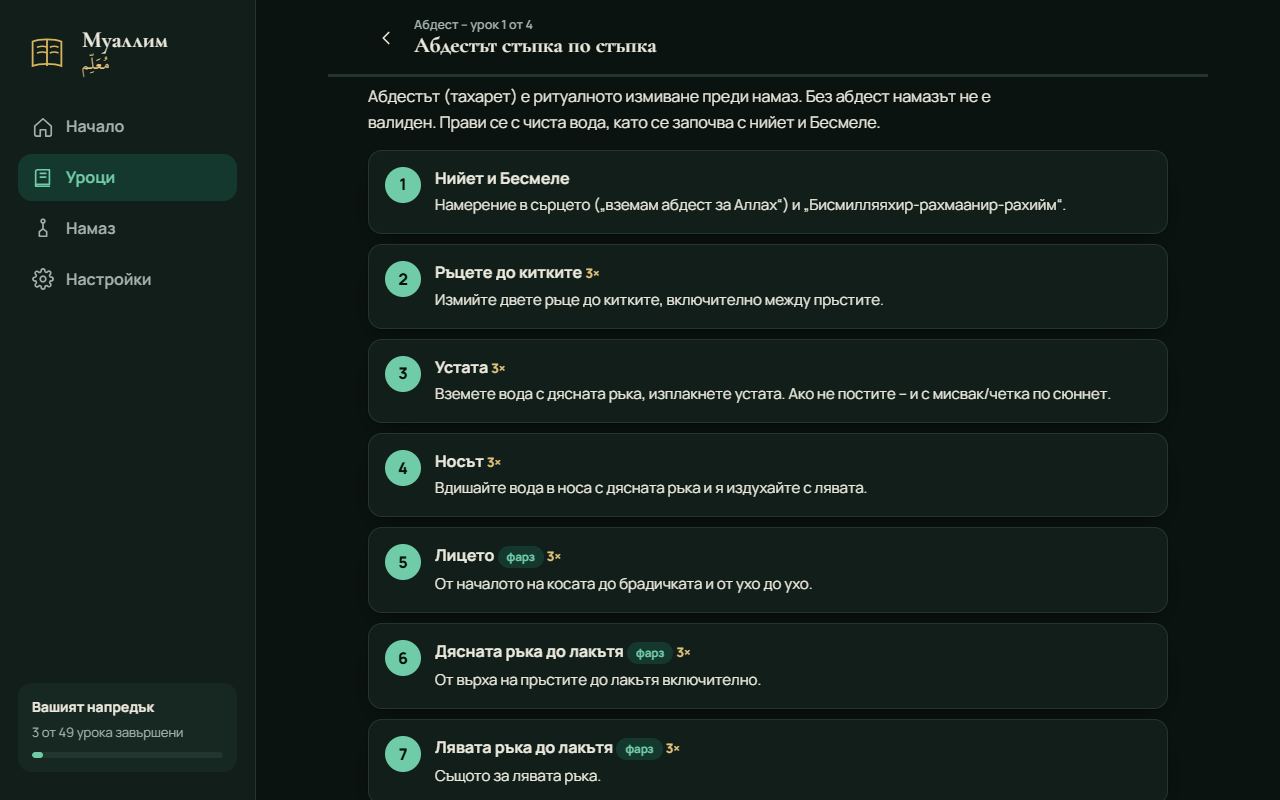 Муаллим
مُعَلِّم
Начало
Уроци
Намаз
Настройки
Вашият напредък
3 от 49 урока завършени
Абдест – урок 1 от 4
Абдестът стъпка по стъпка
Абдестът (тахарет) е ритуалното измиване преди намаз. Без абдест намазът не е
валиден. Прави се с чиста вода, като се започва с нийет и Бесмеле.
1
Нийет и Бесмеле
Намерение в сърцето („вземам абдест за Аллах“) и „Бисмилляхир-рахмаанир-рахийм“.
2
Ръцете до китките 3×
Измийте двете ръце до китките, включително между пръстите.
3
Устата 3×
Вземете вода с дясната ръка, изплакнете устата. Ако не постите – и с мисвак/четка по сюннет.
4
Носът 3×
Вдишайте вода в носа с дясната ръка и я издухайте с лявата.
5
Лицето фарз 3×
От началото на косата до брадичката и от ухо до ухо.
6
Дясната ръка до лакътя фарз 3×
От върха на пръстите до лакътя включително.
7
Лявата ръка до лакътя фарз 3×
Същото за лявата ръка.